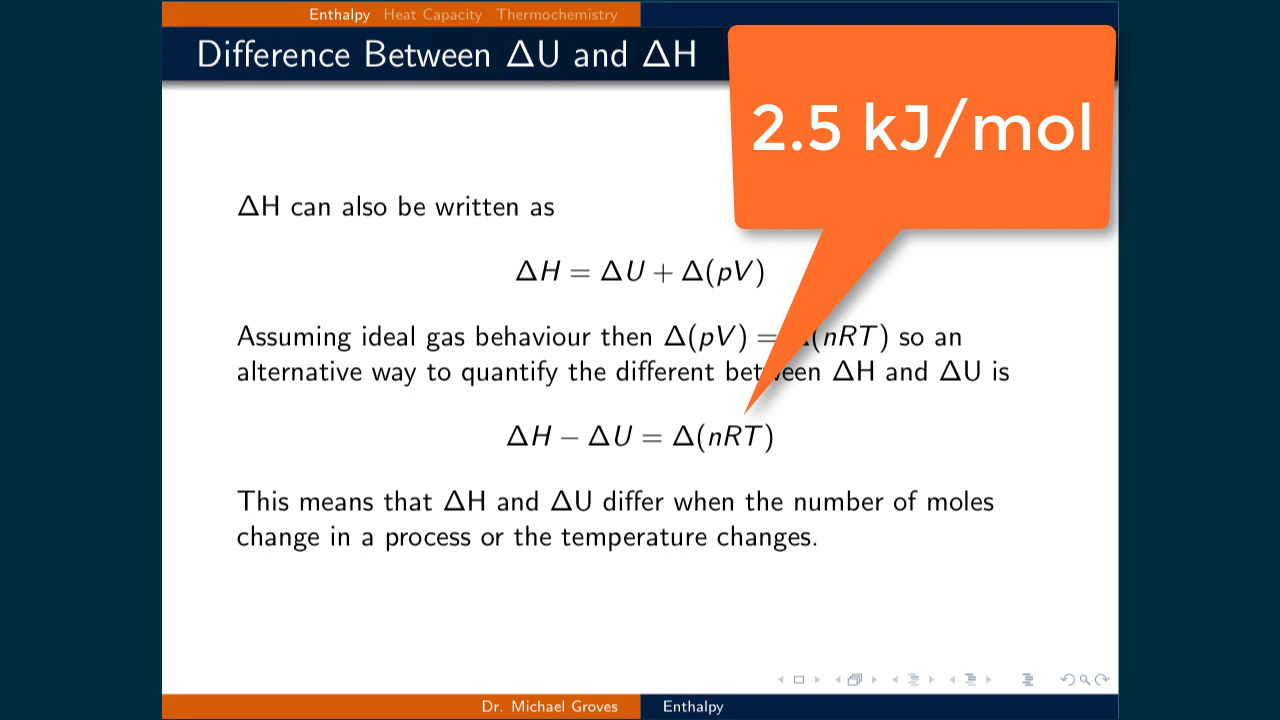 Enthalpy Heat Capacity Thermochemistry
Difference Between ΔU and ΔH
2.5 kJ/mol
ΔH can also be written as
ΔH = ΔU + Δ(pV)
Assuming ideal gas behaviour then Δ(pV) = (nRT) so an
alternative way to quantify the different between ΔH and ΔU is
ΔH − ΔU = Δ(nRT)
This means that ΔH and ΔU differ when the number of moles
change in a process or the temperature changes.
Dr. Michael Groves Enthalpy